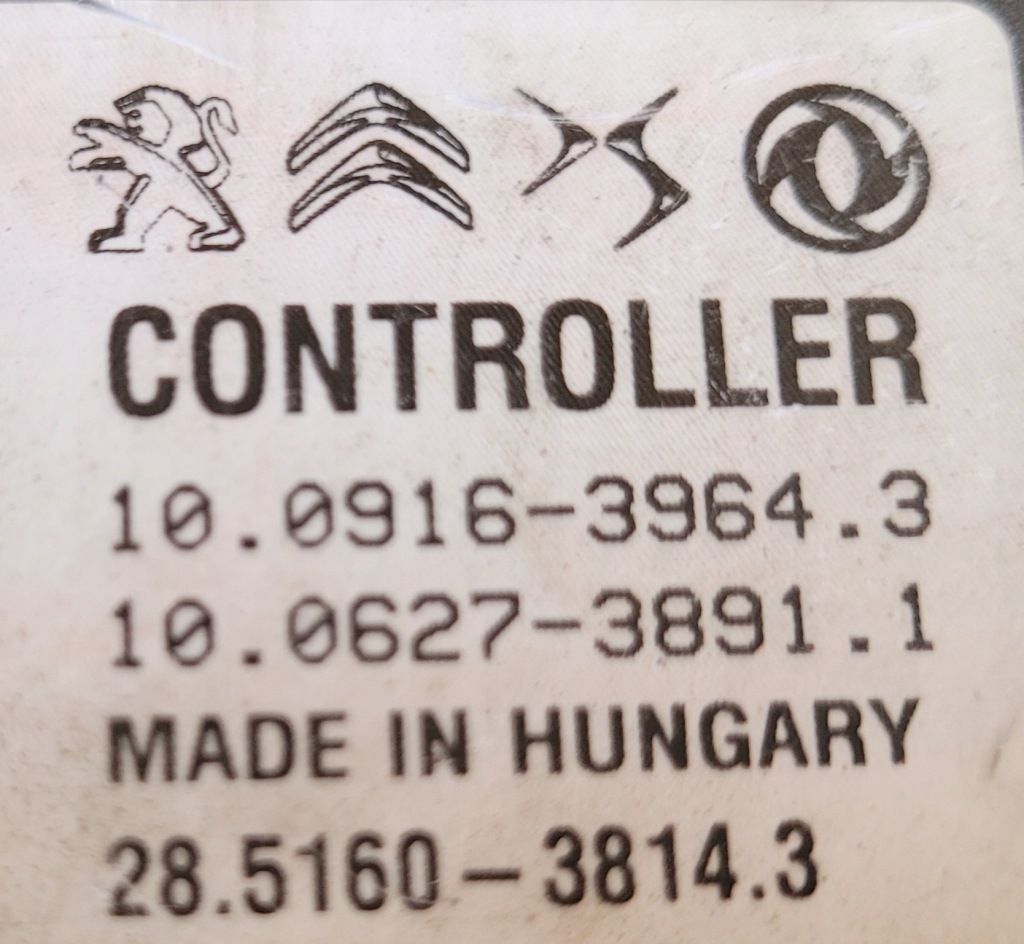 CONTROLLER
10.0916-3964.3
10.0627-3891.1
MADE IN HUNGARY
28.5160-3814.3